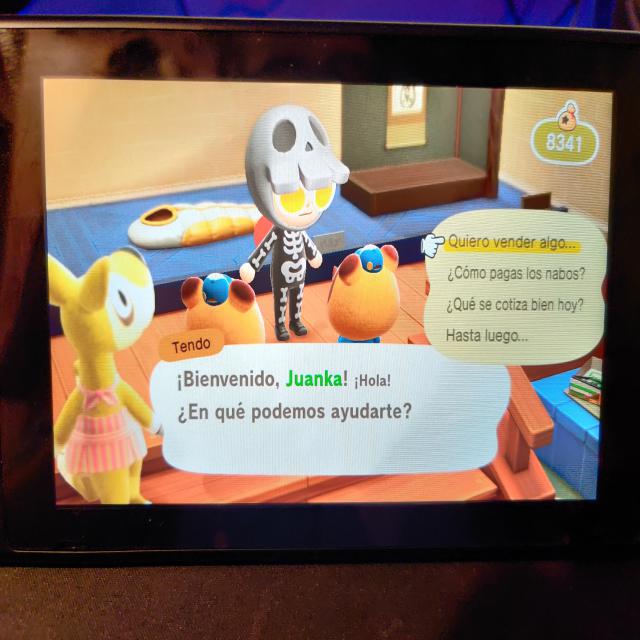 8341
Quiero vender algo...
¿Cómo pagas los nabos?
¿Qué se cotiza bien hoy?
Hasta luego...
Tendo
¡Bienvenido, Juanka! ¡Hola!
¿En qué podemos ayudarte?